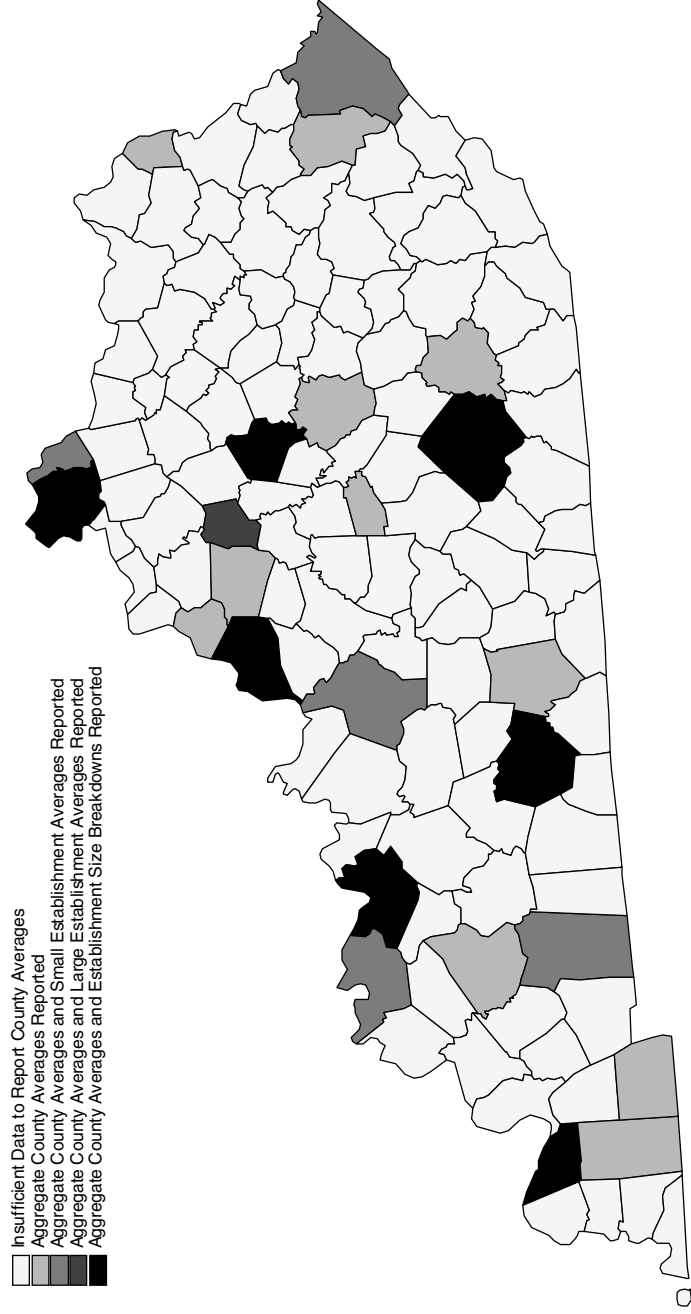 Insufficient Data to Report County Averages
Aggregate County Averages Reported
Aggregate County Averages and Small Establishment Averages Reported
Aggregate County Averages and Large Establishment Averages Reported
Aggregate County Averages and Establishment Size Breakdowns Reported